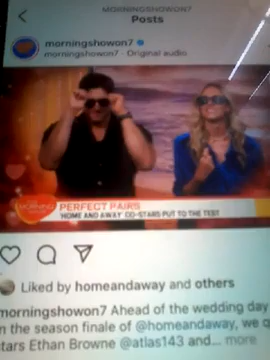 MORNINGSHOWON7
Posts
morningshowon7
morningshowon7 · Original audio
MORNING
PERFECT PAIRS
'HOME AND AWAY' CO-STARS PUT TO THE TEST
Liked by homeandaway and others
morningshowon7 Ahead of the wedding day
n the season finale of @homeandaway, we c
stars Ethan Browne @atlas143 and... more